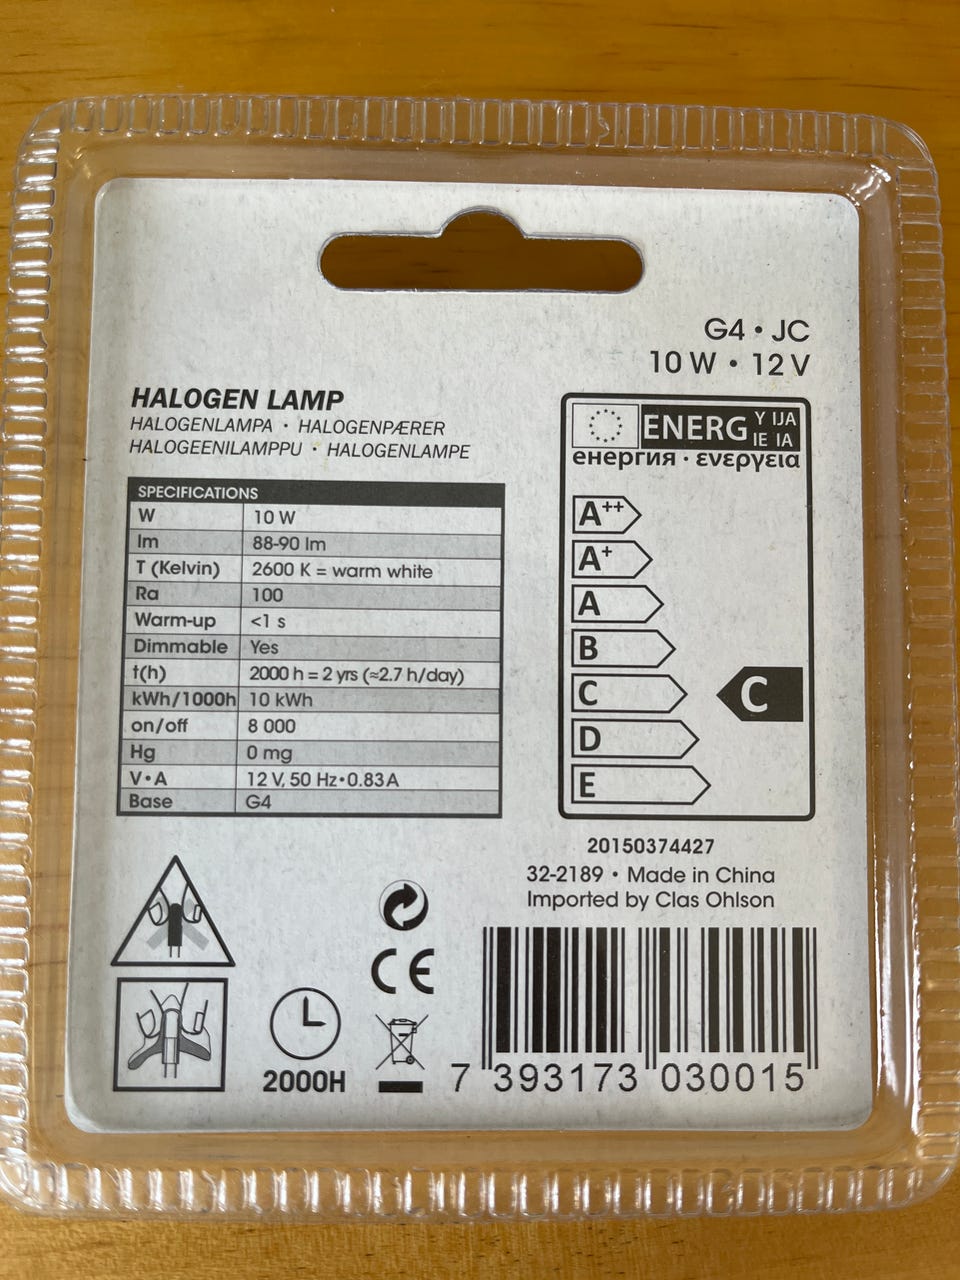 G4 • JC
10 W • 12 V
HALOGEN LAMP
HALOGENLAMPA • HALOGENPÆRER
HALOGEENILAMPPU • HALOGENLAMPE
SPECIFICATIONS
W 10 W
lm 88-90 lm
T (Kelvin) 2600 K = warm white
Ra 100
Warm-up <1 s
Dimmable Yes
t(h) 2000 h = 2 yrs (≈2.7 h/day)
kWh/1000h 10 kWh
on/off 8 000
Hg 0 mg
V•A 12 V, 50 Hz•0.83 A
Base G4
ENERG Y IJA
IE IA
енергия · ενεργεια
A++
A+
A
B
C C
D
E
20150374427
32-2189 • Made in China
Imported by Clas Ohlson
CE
2000H
7 393173 030015